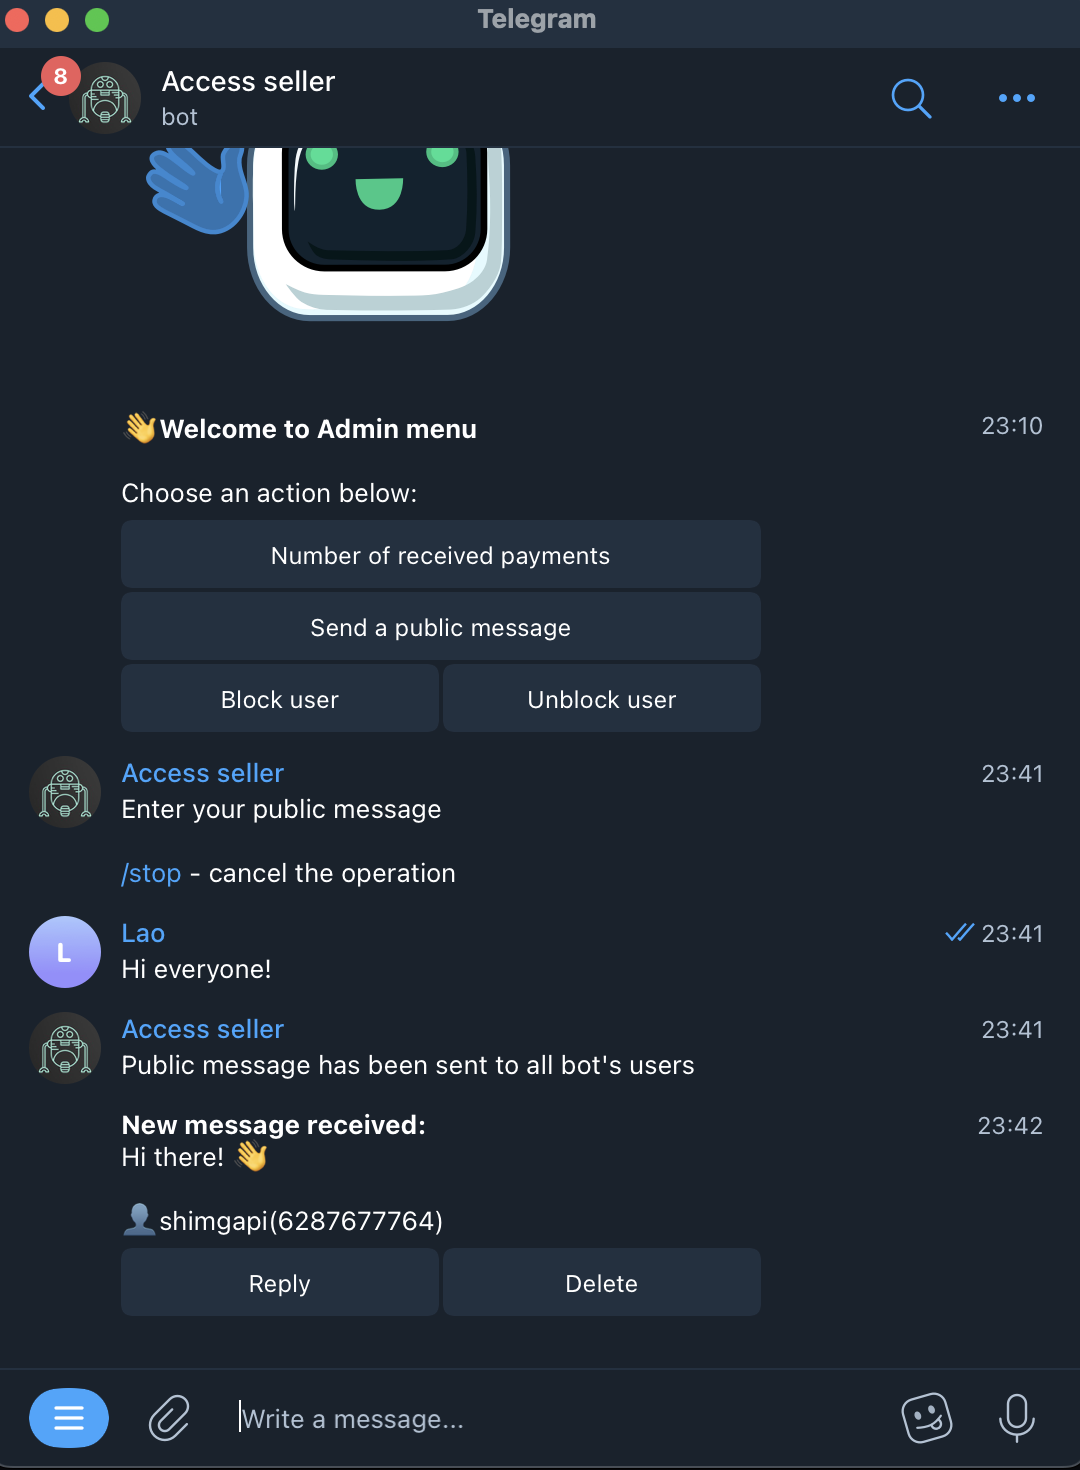 Telegram
8
Access seller
bot
👋Welcome to Admin menu 23:10
Choose an action below:
Number of received payments
Send a public message
Block user
Unblock user
Access seller 23:41
Enter your public message
/stop - cancel the operation
L
Lao 23:41
Hi everyone!
Access seller 23:41
Public message has been sent to all bot's users
New message received: 23:42
Hi there! 👋
👤shimgapi(6287677764)
Reply
Delete
Write a message...